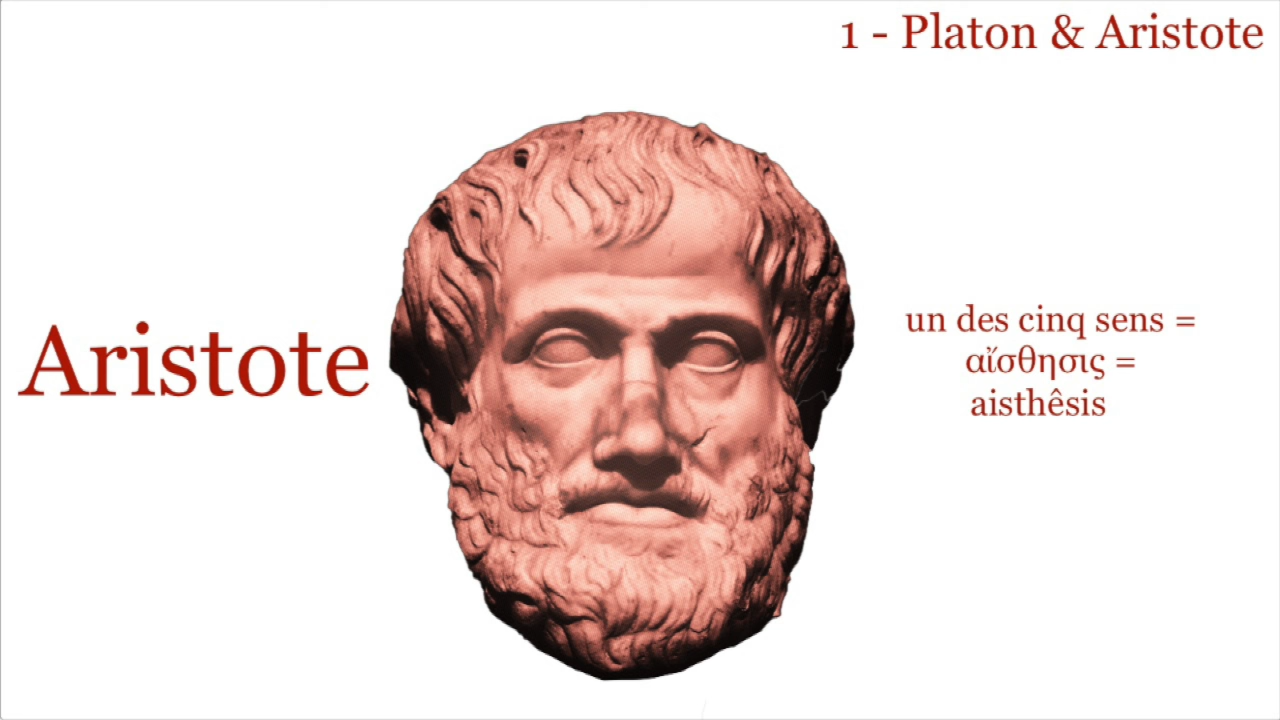 1 - Platon & Aristote
Aristote
un des cinq sens =
αἴσθησις =
aisthêsis